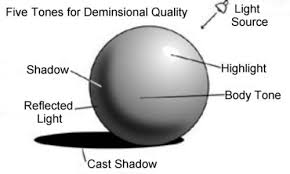 Five Tones for Deminsional Quality
Light
Source
Shadow
Highlight
Body Tone
Reflected
Light
Cast Shadow